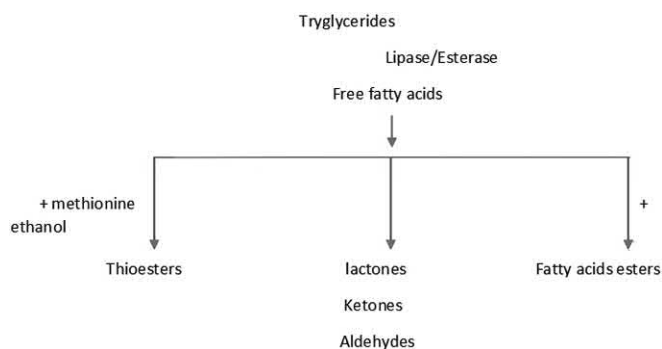 Tryglycerides
Lipase/Esterase
Free fatty acids
+ methionine +
ethanol
Thioesters lactones Fatty acids esters
Ketones
Aldehydes